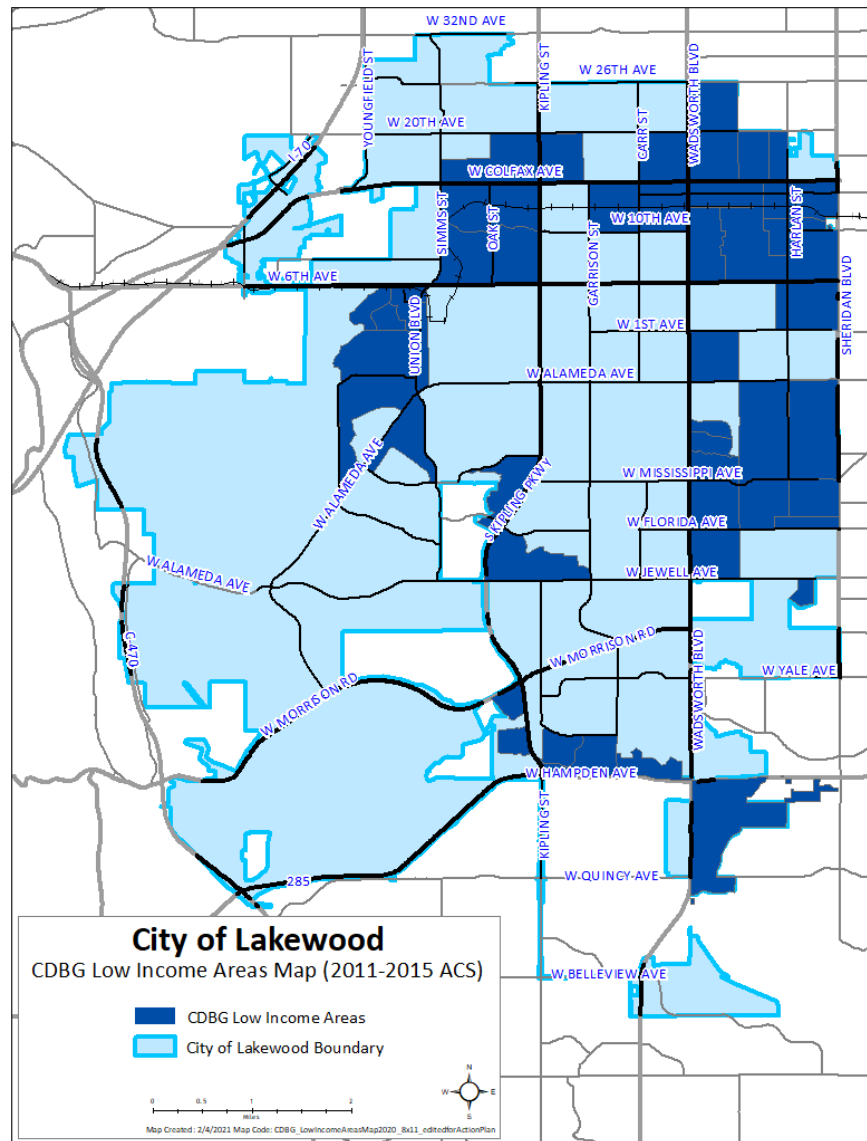 W 32ND AVE
YOUNGFIELD ST
KIPLING ST
W 26TH AVE
WADSWORTH BLVD
W 20TH AVE
CARR ST
I-70
W COLFAX AVE
SIMMS ST
OAK ST
GARRISON ST
W 10TH AVE
HARLAN ST
W 6TH AVE
SHERIDAN BLVD
UNION BLVD
W 1ST AVE
W ALAMEDA AVE
W ALAMEDA AVE
S KIPLING PKWY
W MISSISSIPPI AVE
W FLORIDA AVE
W ALAMEDA AVE
W JEWELL AVE
C-470
W MORRISON RD
WADSWORTH BLVD
W YALE AVE
W MORRISON RD
W HAMPDEN AVE
KIPLING ST
285
W QUINCY AVE
W BELLEVIEW AVE
City of Lakewood
CDBG Low Income Areas Map (2011-2015 ACS)
CDBG Low Income Areas
City of Lakewood Boundary
N
W E
S
0 0.5 1 2
Miles
Map Created : 2/4/2021 Map Code: CDBG_LowIncomeAreasMap2020_8x11_editedforActionPlan